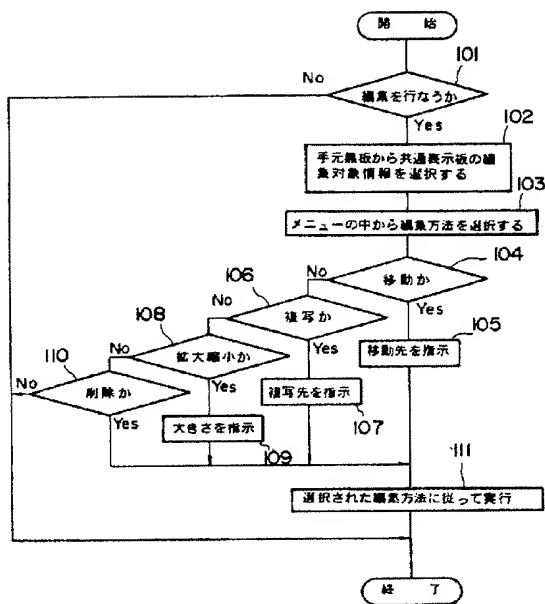 開 始
101
No
編集を行なうか
Yes
102
手元黒板から共通表示板の編
集対象情報を選択する
103
メニューの中から編集方法を選択する
104
No
移動か
Yes
106
No
複写か
Yes
105
移動先を指示
108
No
拡大縮小か
Yes
107
複写先を指示
110
No
削除か
Yes
109
大きさを指示
111
選択された編集方法に従って実行
終 了